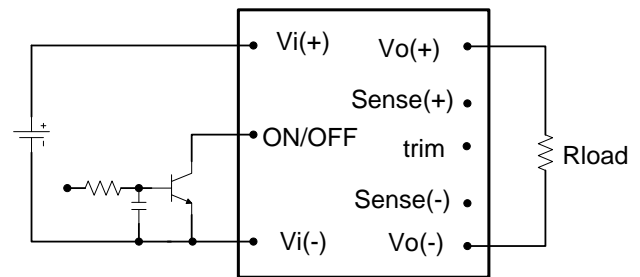 Vi(+)
Vo(+)
Sense(+)
+
-
ON/OFF
trim
Rload
Sense(-)
Vi(-)
Vo(-)